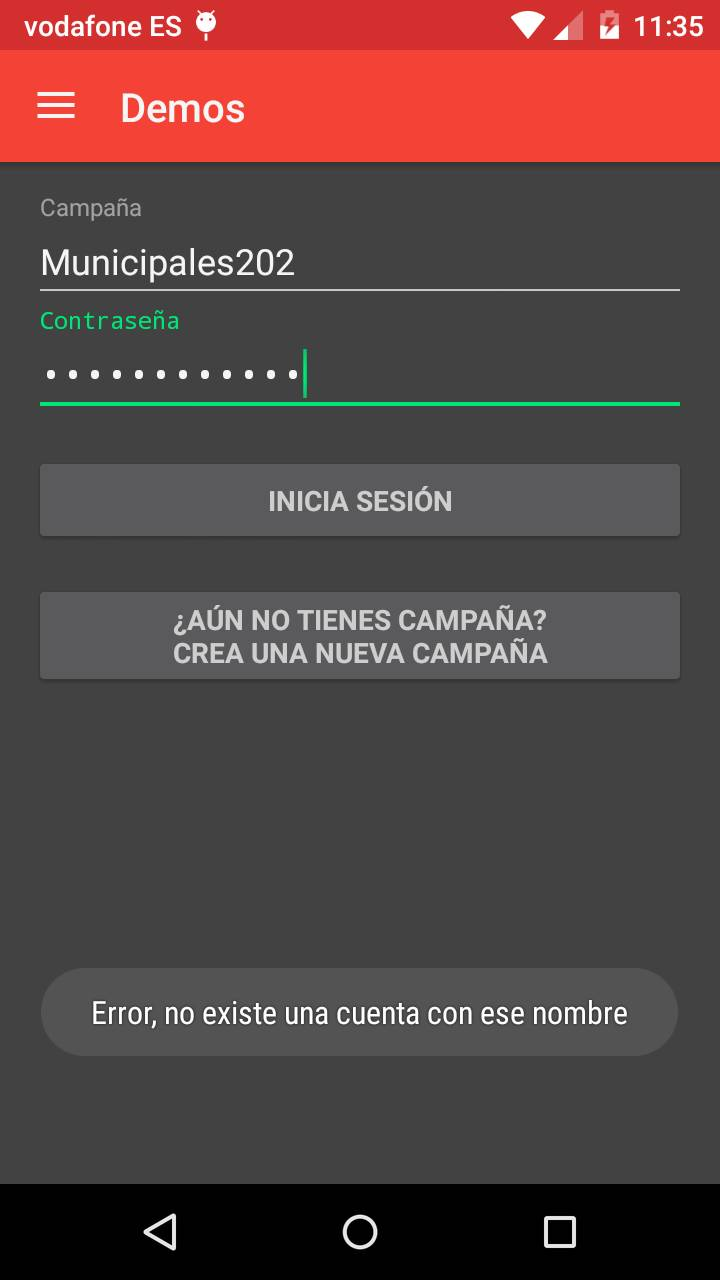 vodafone ES 11:35
Demos
Campaña
Municipales202
Contraseña
INICIA SESIÓN
¿AÚN NO TIENES CAMPAÑA?
CREA UNA NUEVA CAMPAÑA
Error, no existe una cuenta con ese nombre